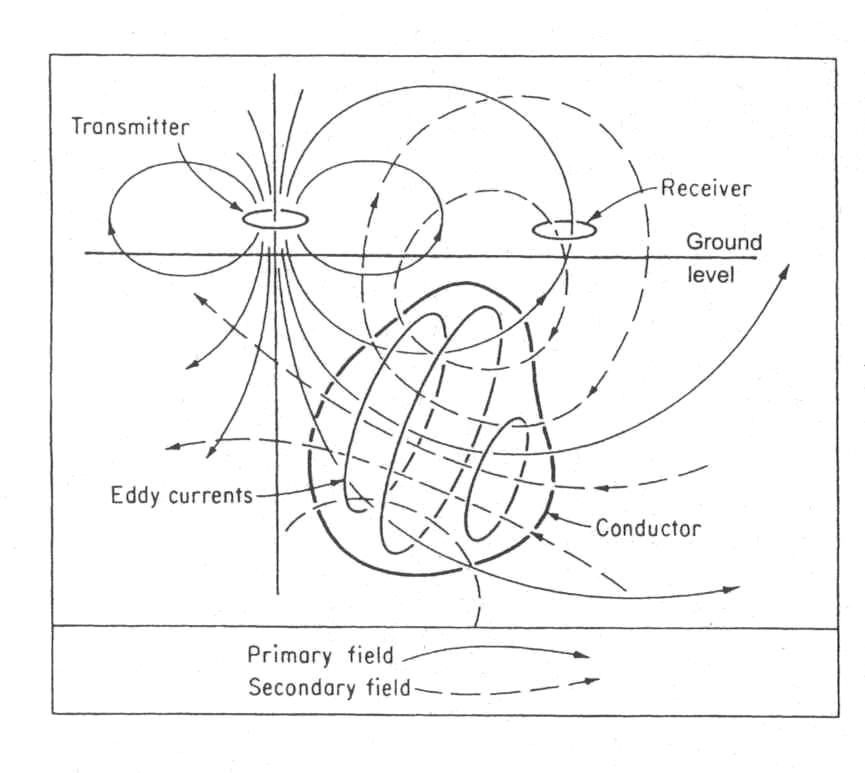 Transmitter
Receiver
Ground
level
Eddy currents
Conductor
Primary field
Secondary field